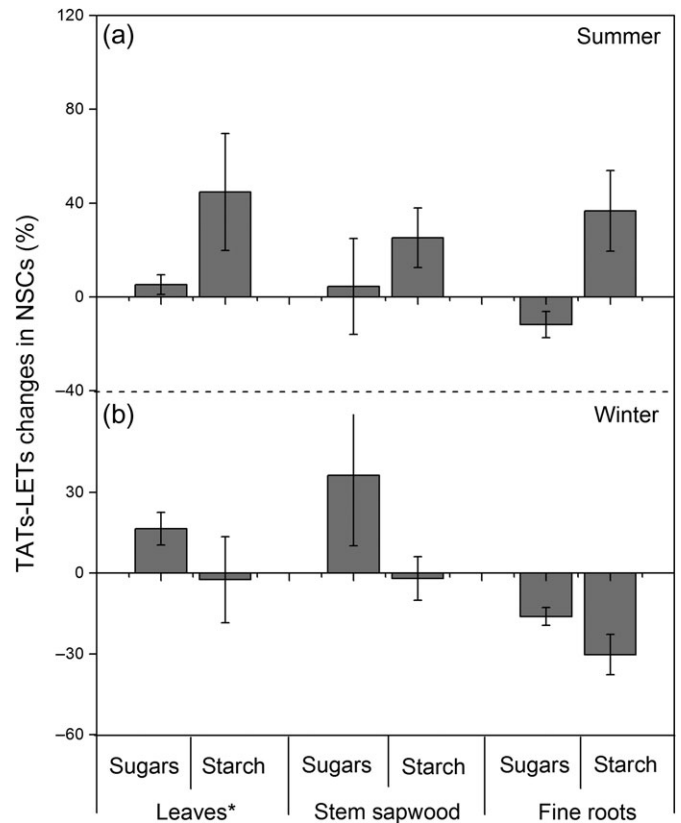 TATs-LETs changes in NSCs (%)
(a)
Summer
120
80
40
0
–40
(b)
Winter
30
0
–30
–60
Sugars Starch Sugars Starch Sugars Starch
Leaves* Stem sapwood Fine roots